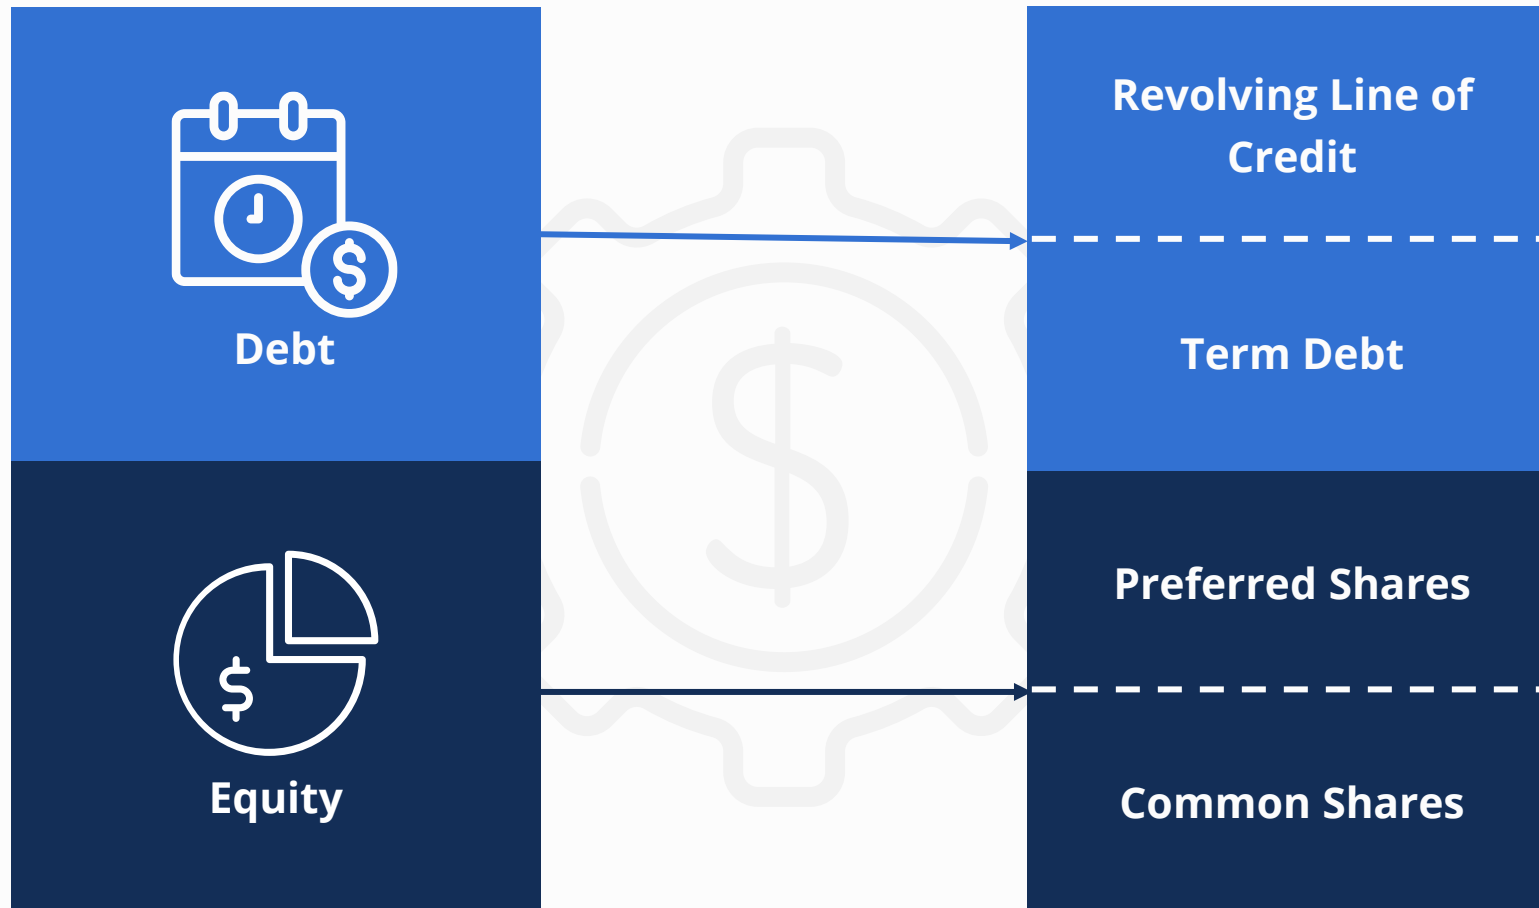 Debt
Equity
Revolving Line of
Credit
Term Debt
Preferred Shares
Common Shares